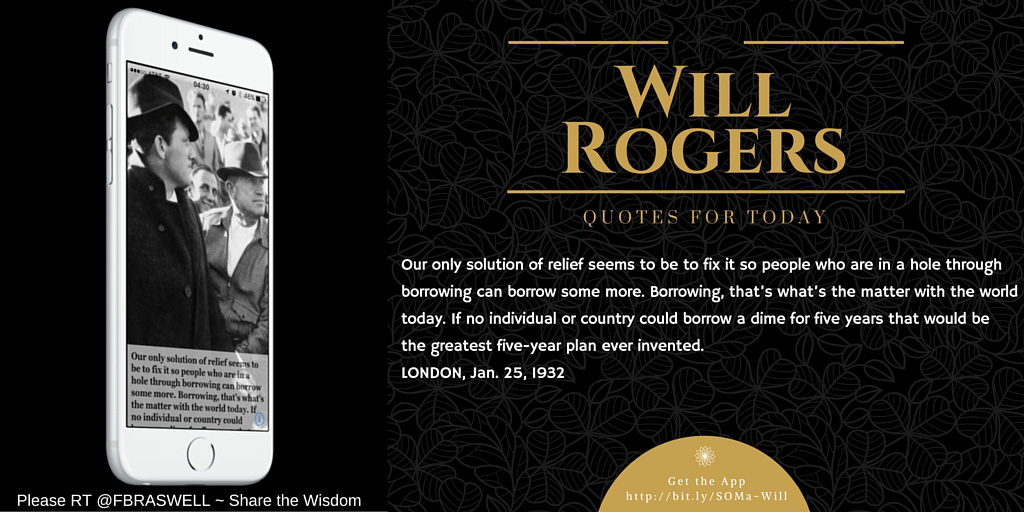 04:30
48%
Our only solution of relief seems to
be to fix it so people who are in a
hole through borrowing can borrow
some more. Borrowing, that's what's
the matter with the world today. If
no individual or country could
Please RT @FBRASWELL ~ Share the Wisdom
WILL
ROGERS
QUOTES FOR TODAY
Our only solution of relief seems to be to fix it so people who are in a hole through
borrowing can borrow some more. Borrowing, that's what's the matter with the world
today. If no individual or country could borrow a dime for five years that would be
the greatest five-year plan ever invented.
LONDON, Jan. 25, 1932
Get the App
http://bit.ly/SOMa-Will